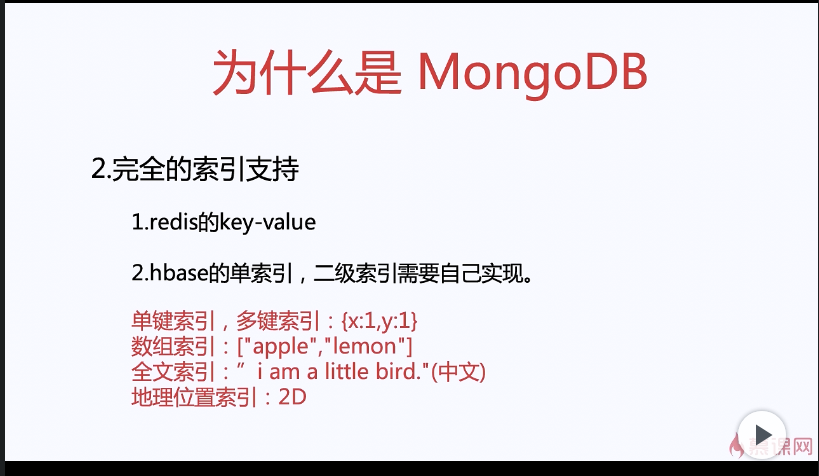 为什么是 MongoDB
2.完全的索引支持
1.redis的key-value
2.hbase的单索引，二级索引需要自己实现。
单键索引，多键索引：{x:1,y:1}
数组索引：["apple","lemon"]
全文索引：”i am a little bird."(中文)
地理位置索引：2D
慕课网